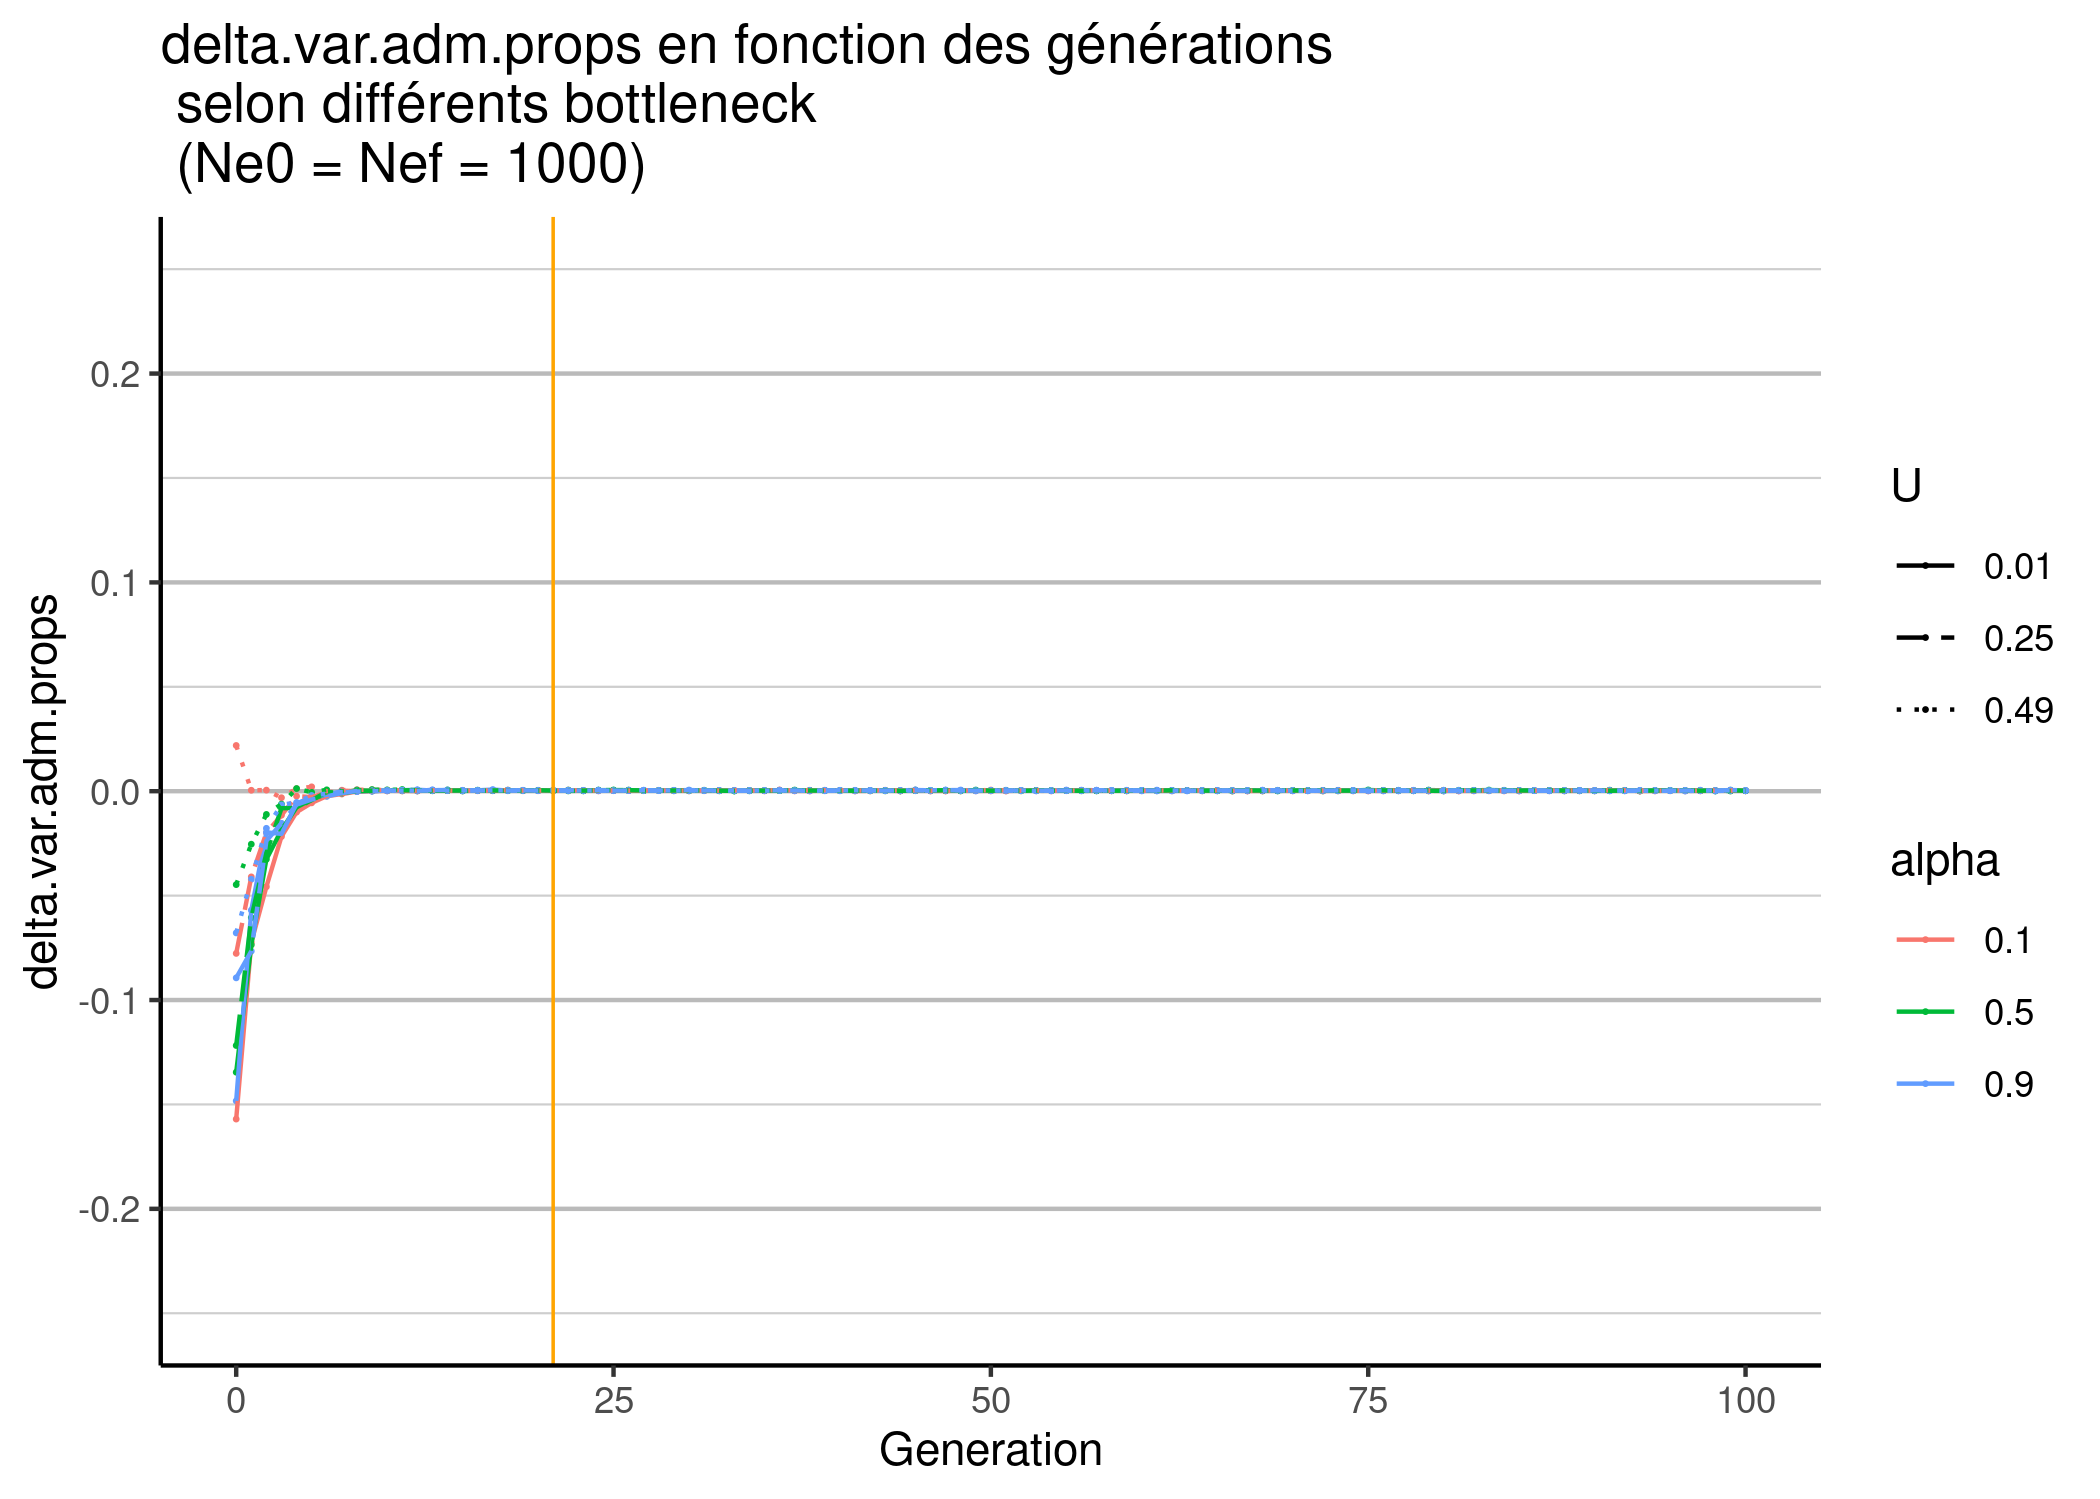 delta.var.adm.props en fonction des générations
selon différents bottleneck
(Ne0 = Nef = 1000)
delta.var.adm.props
0.2
0.1
0.0
-0.1
-0.2
0
25
50
75
100
Generation
U
0.01
0.25
0.49
alpha
0.1
0.5
0.9